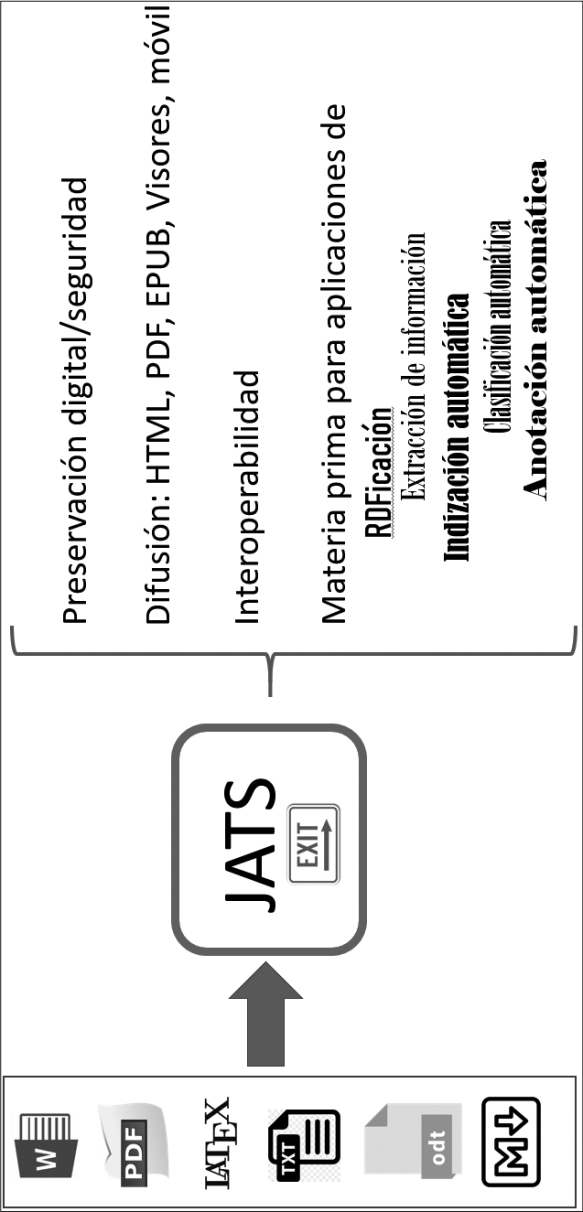 W
PDF
LATEX
TXT
odt
M
JATS
EXIT
Preservación digital/seguridad
Difusión: HTML, PDF, EPUB, Visores, móvil
Interoperabilidad
Materia prima para aplicaciones de
RDFicación
Extracción de información
Indización automática
Clasificación automática
Anotación automática